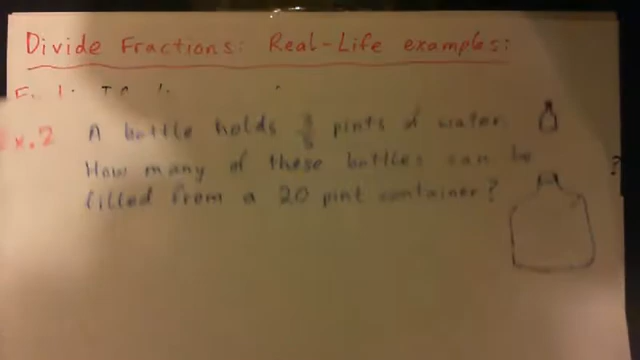 Divide Fractions: Real-Life examples:
Ex.2 A bottle holds pints of water.
How many of these bottles can be
?
filled from a 20 pint container?